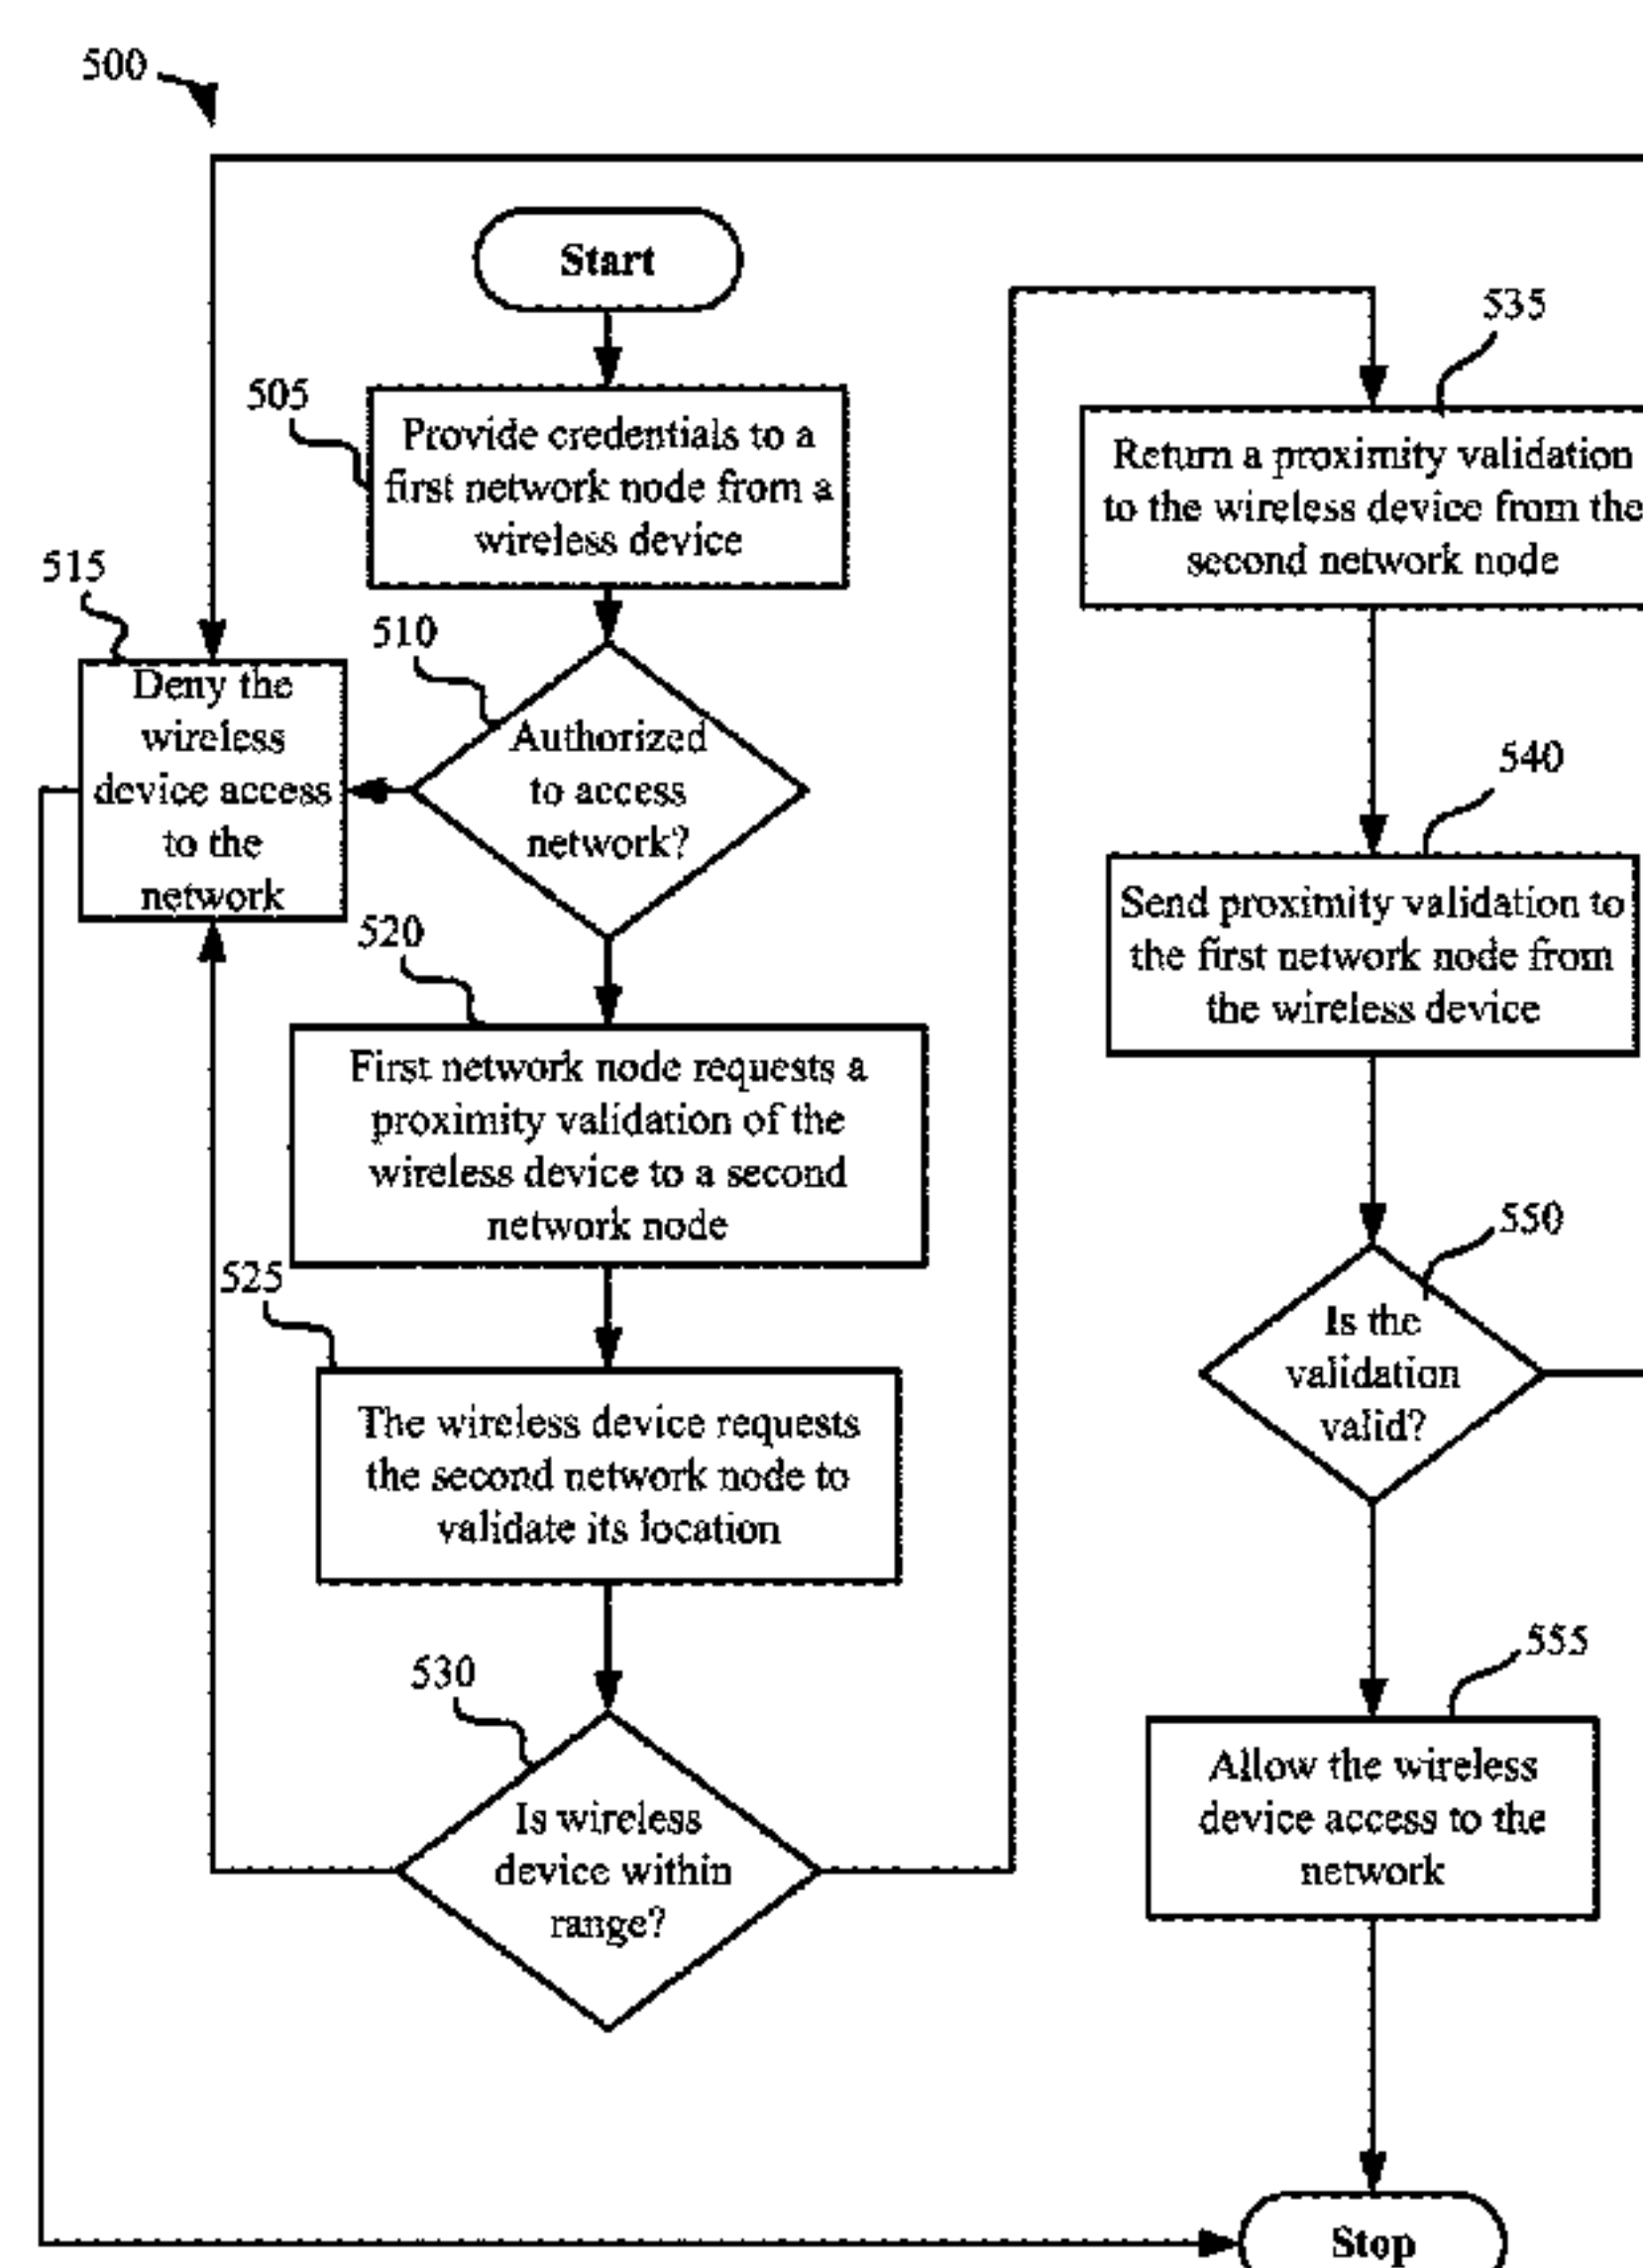 500
Start
505
Provide credentials to a
first network node from a
wireless device
515
Deny the
wireless
device access
to the
network
510
Authorized
to access
network?
520
First network node requests a
proximity validation of the
wireless device to a second
network node
525
The wireless device requests
the second network node to
validate its location
530
Is wireless
device within
range?
535
Return a proximity validation
to the wireless device from the
second network node
540
Send proximity validation to
the first network node from
the wireless device
550
Is the
validation
valid?
555
Allow the wireless
device access to the
network
Stop